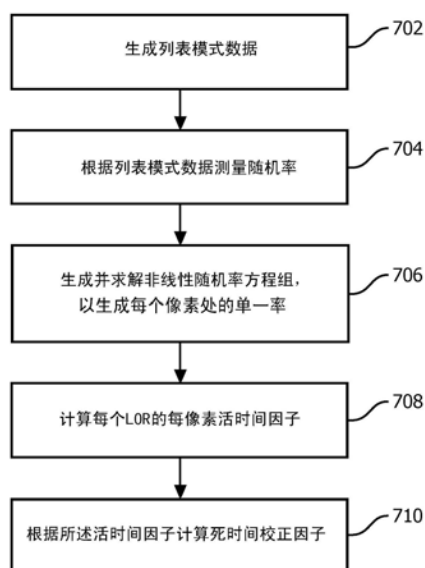 生成列表模式数据
702
根据列表模式数据测量随机率
704
生成并求解非线性随机率方程组，
以生成每个像素处的单一率
706
计算每个LOR的每像素活时间因子
708
根据所述活时间因子计算死时间校正因子
710